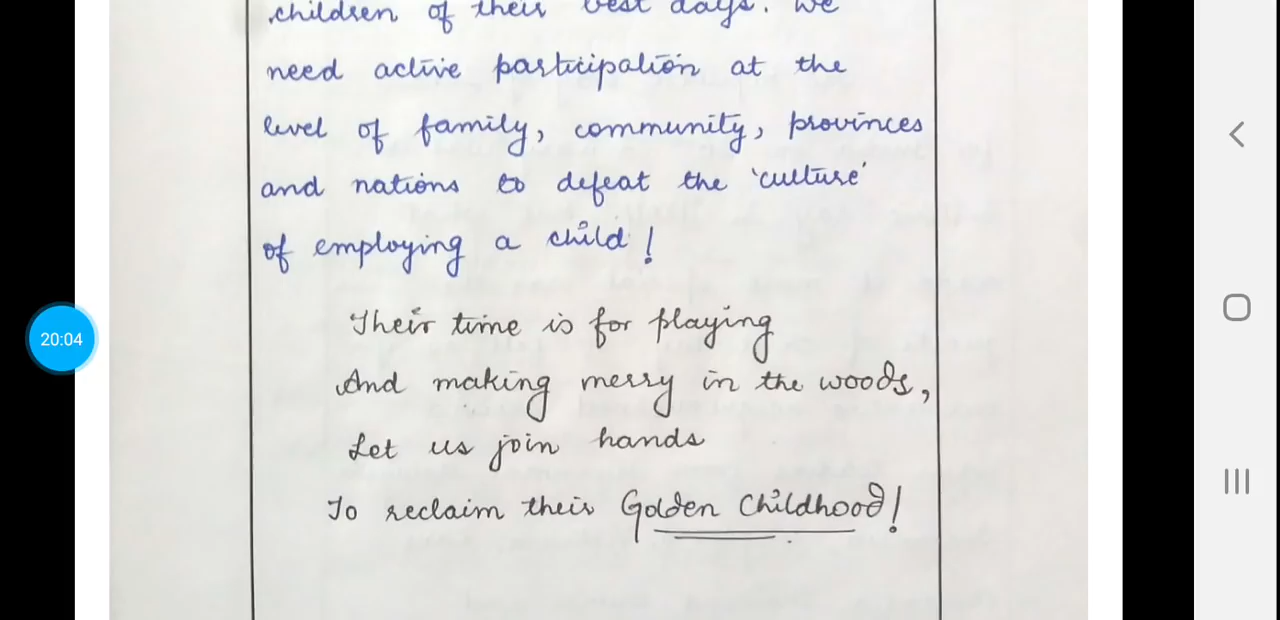 children of their best days. We
need active participation at the
level of family, community, provinces
and nations to defeat the 'culture'
of employing a child!
Their time is for playing
And making merry in the woods,
Let us join hands
To reclaim their Golden Childhood!
20:04